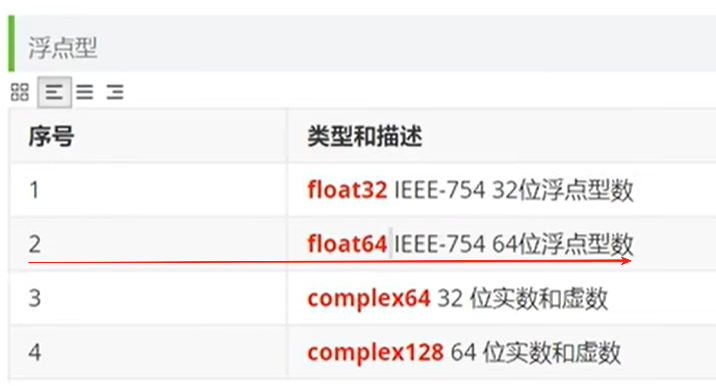 浮点型
序号 类型和描述
1 float32 IEEE-754 32位浮点型数
2 float64 IEEE-754 64位浮点型数
3 complex64 32 位实数和虚数
4 complex128 64 位实数和虚数